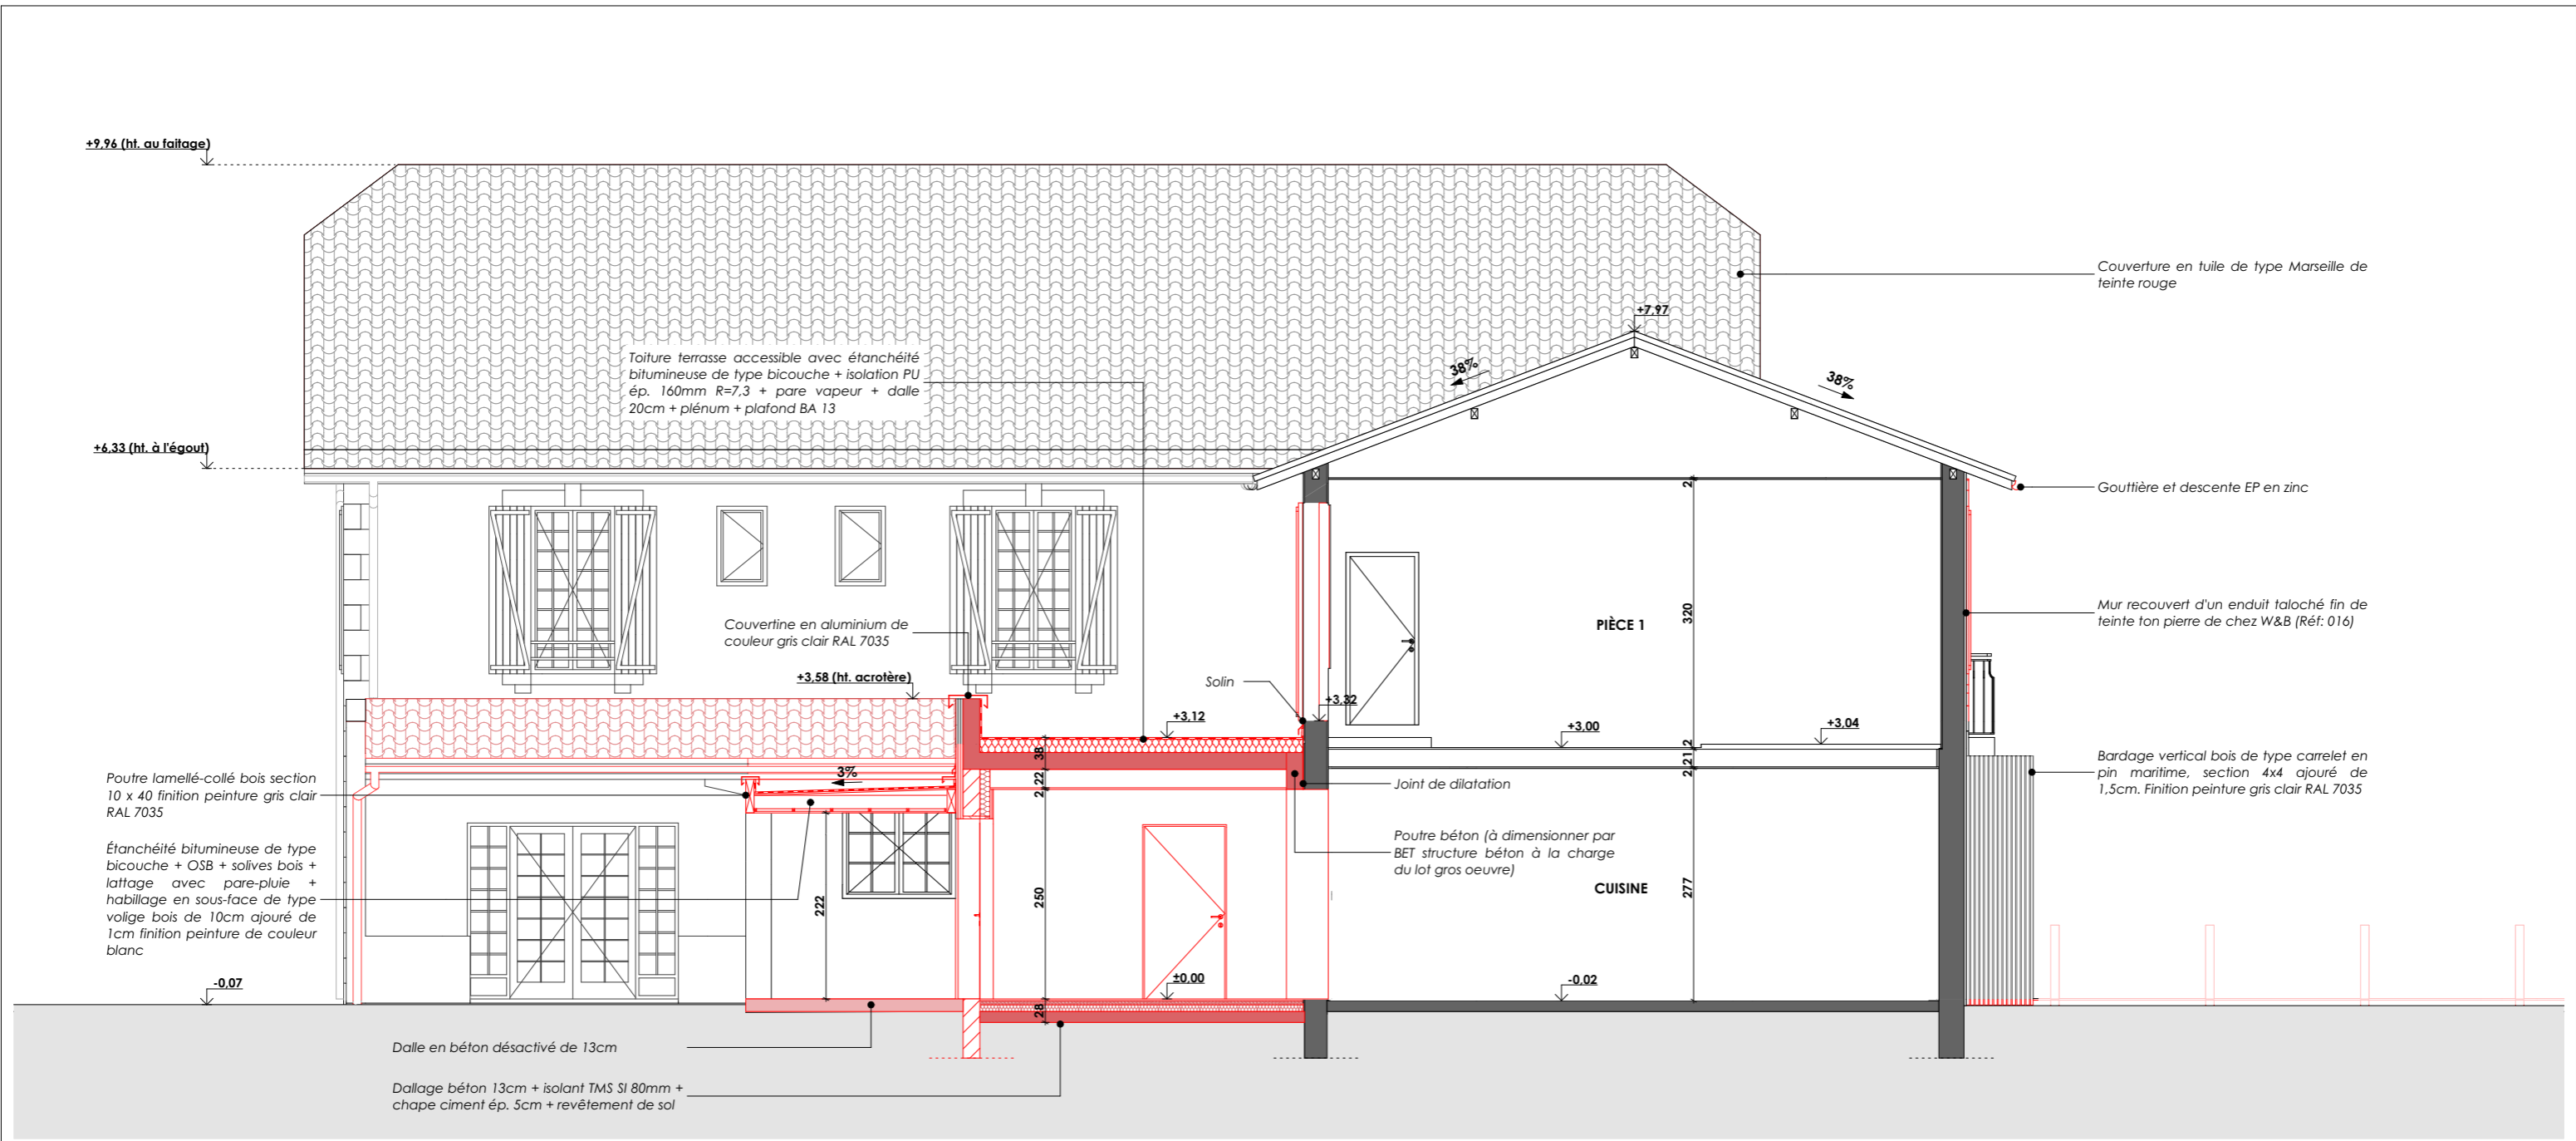 +9,96 (ht. au faîtage)
Couverture en tuile de type Marseille de
teinte rouge
+7,97
38%
38%
Toiture terrasse accessible avec étanchéité
bitumineuse de type bicouche + isolation PU
ép. 160mm R=7,3 + pare vapeur + dalle
20cm + plénum + plafond BA 13
+6,33 (ht. à l'égout)
Gouttière et descente EP en zinc
2
320
PIÈCE 1
Couvertine en aluminium de
couleur gris clair RAL 7035
Mur recouvert d'un enduit taloché fin de
teinte ton pierre de chez W&B (Réf: 016)
+3,58 (ht. acrotère)
Solin
+3,32
+3,12
+3,00
+3,04
38
2
21
2
22
2
3%
Poutre lamellé-collé bois section
10 x 40 finition peinture gris clair
RAL 7035
Joint de dilatation
Bardage vertical bois de type carrelet en
pin maritime, section 4x4 ajouré de
1,5cm. Finition peinture gris clair RAL 7035
Étanchéité bitumineuse de type
bicouche + OSB + solives bois +
lattage avec pare-pluie +
habillage en sous-face de type
volige bois de 10cm ajouré de
1cm finition peinture de couleur
blanc
Poutre béton (à dimensionner par
BET structure béton à la charge
du lot gros oeuvre)
CUISINE
222
250
277
-0,07
±0,00
-0,02
28
Dalle en béton désactivé de 13cm
Dallage béton 13cm + isolant TMS SI 80mm +
chape ciment ép. 5cm + revêtement de sol